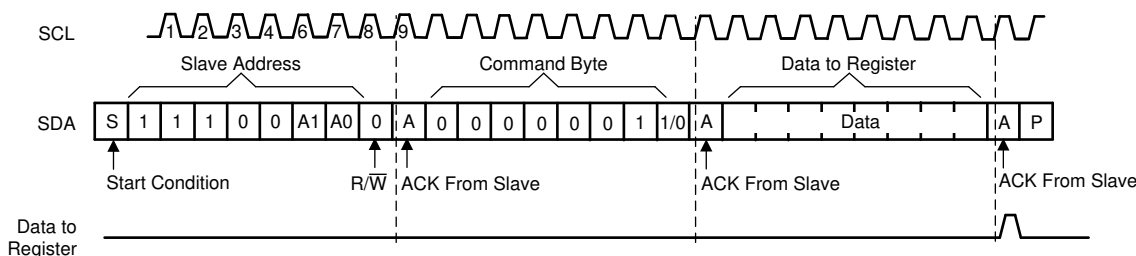 SCL 1 2 3 4 6 7 8 9
Slave Address Command Byte Data to Register
SDA S 1 1 1 0 0 A1 A0 0 A 0 0 0 0 0 0 1 1/0 A Data A P
Start Condition R/W̅ ACK From Slave ACK From Slave ACK From Slave
Data to
Register